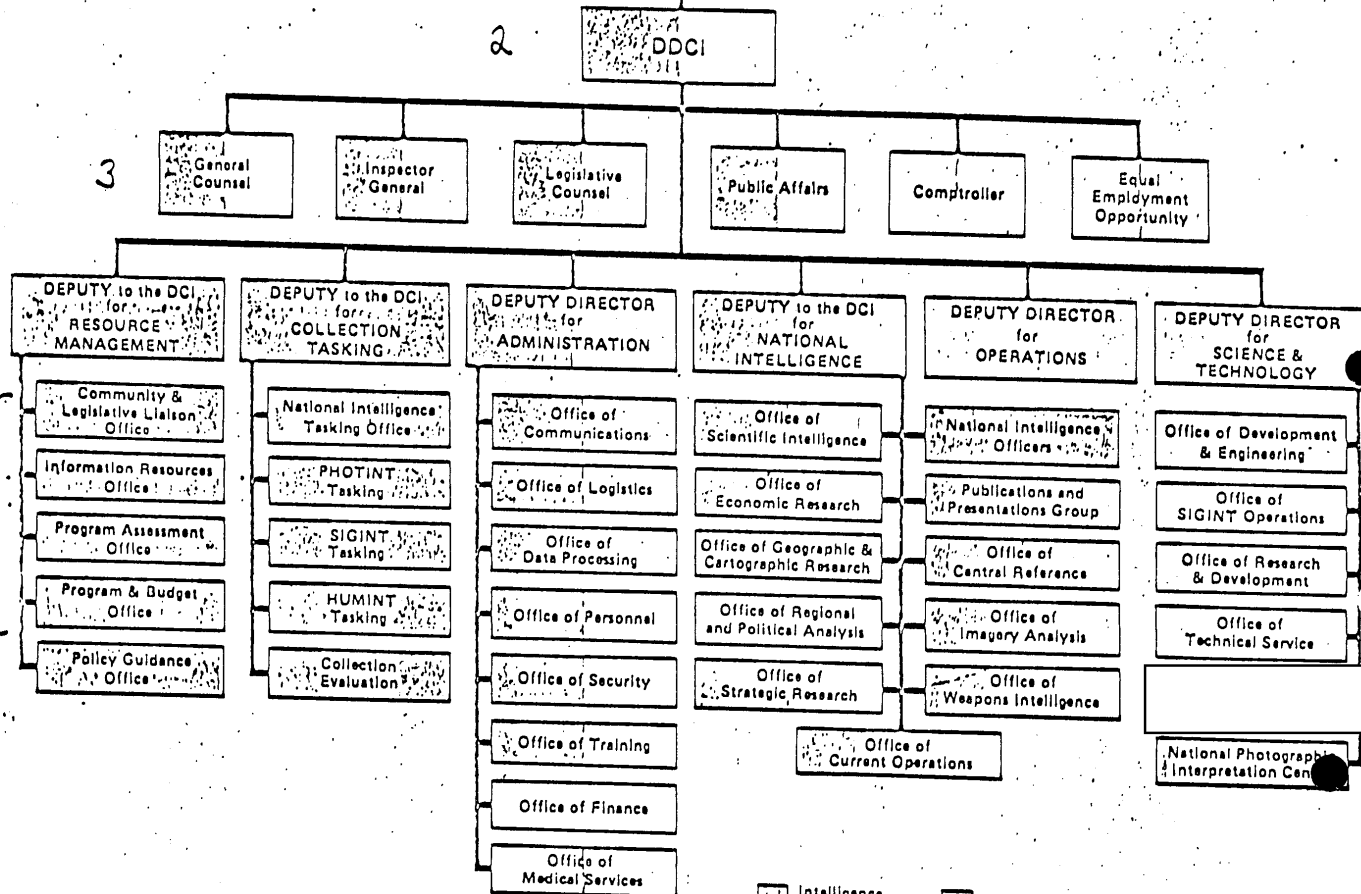 2
DDCI
3
General
Counsel
Inspector
General
Legislative
Counsel
Public Affairs
Comptroller
Equal
Employment
Opportunity
DEPUTY to the DCI
for
RESOURCE
MANAGEMENT
Community &
Legislative Liaison
Office
Information Resources
Office
Program Assessment
Office
Program & Budget
Office
Policy Guidance
Office
DEPUTY to the DCI
for
COLLECTION
TASKING
National Intelligence
Tasking Office
PHOTINT
Tasking
SIGINT
Tasking
HUMINT
Tasking
Collection
Evaluation
DEPUTY DIRECTOR
for
ADMINISTRATION
Office of
Communications
Office of Logistics
Office of
Data Processing
Office of Personnel
Office of Security
Office of Training
Office of Finance
Office of
Medical Services
DEPUTY to the DCI
for
NATIONAL
INTELLIGENCE
Office of
Scientific Intelligence
Office of
Economic Research
Office of Geographic &
Cartographic Research
Office of Regional
and Political Analysis
Office of
Strategic Research
National Intelligence
Officers
Publications and
Presentations Group
Office of
Central Reference
Office of
Imagery Analysis
Office of
Weapons Intelligence
Office of
Current Operations
DEPUTY DIRECTOR
for
OPERATIONS
DEPUTY DIRECTOR
for
SCIENCE &
TECHNOLOGY
Office of Development
& Engineering
Office of
SIGINT Operations
Office of Research
& Development
Office of
Technical Service
National Photographic
Interpretation Cen
Intelligence